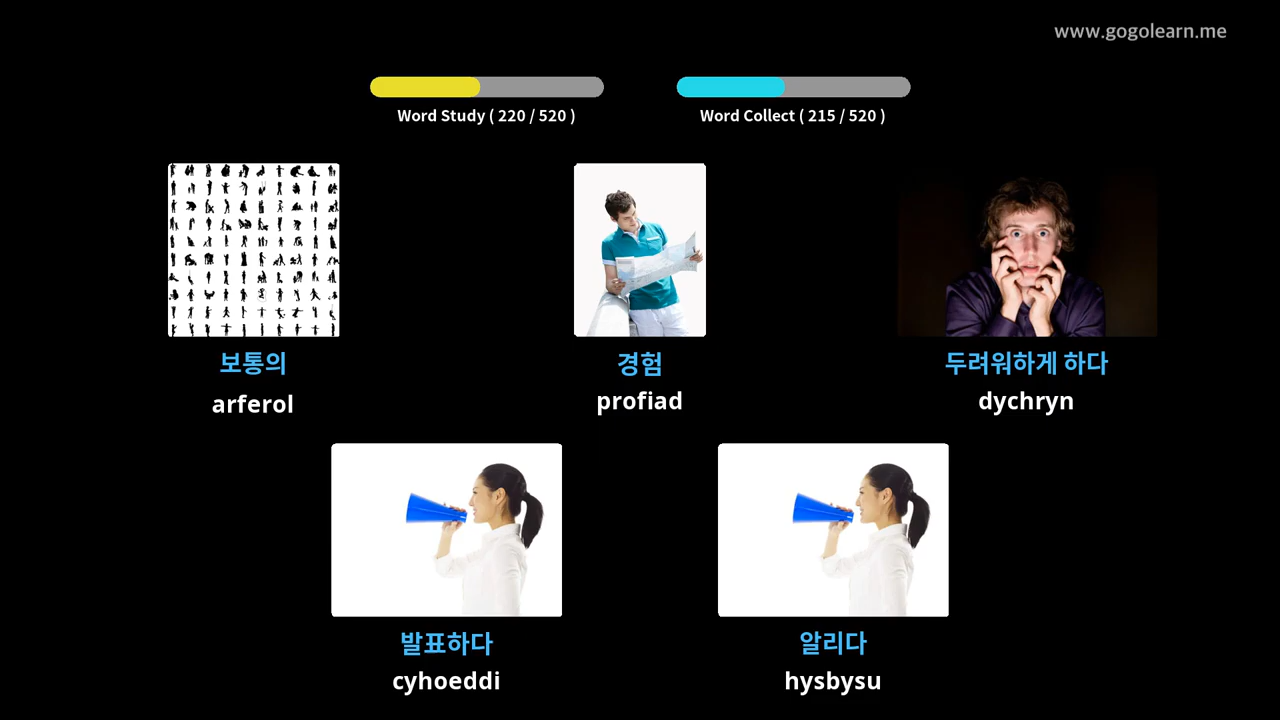 www.gogolearn.me
Word Study ( 220 / 520 )
Word Collect ( 215 / 520 )
보통의
arferol
경험
profiad
두려워하게 하다
dychryn
발표하다
cyhoeddi
알리다
hysbysu